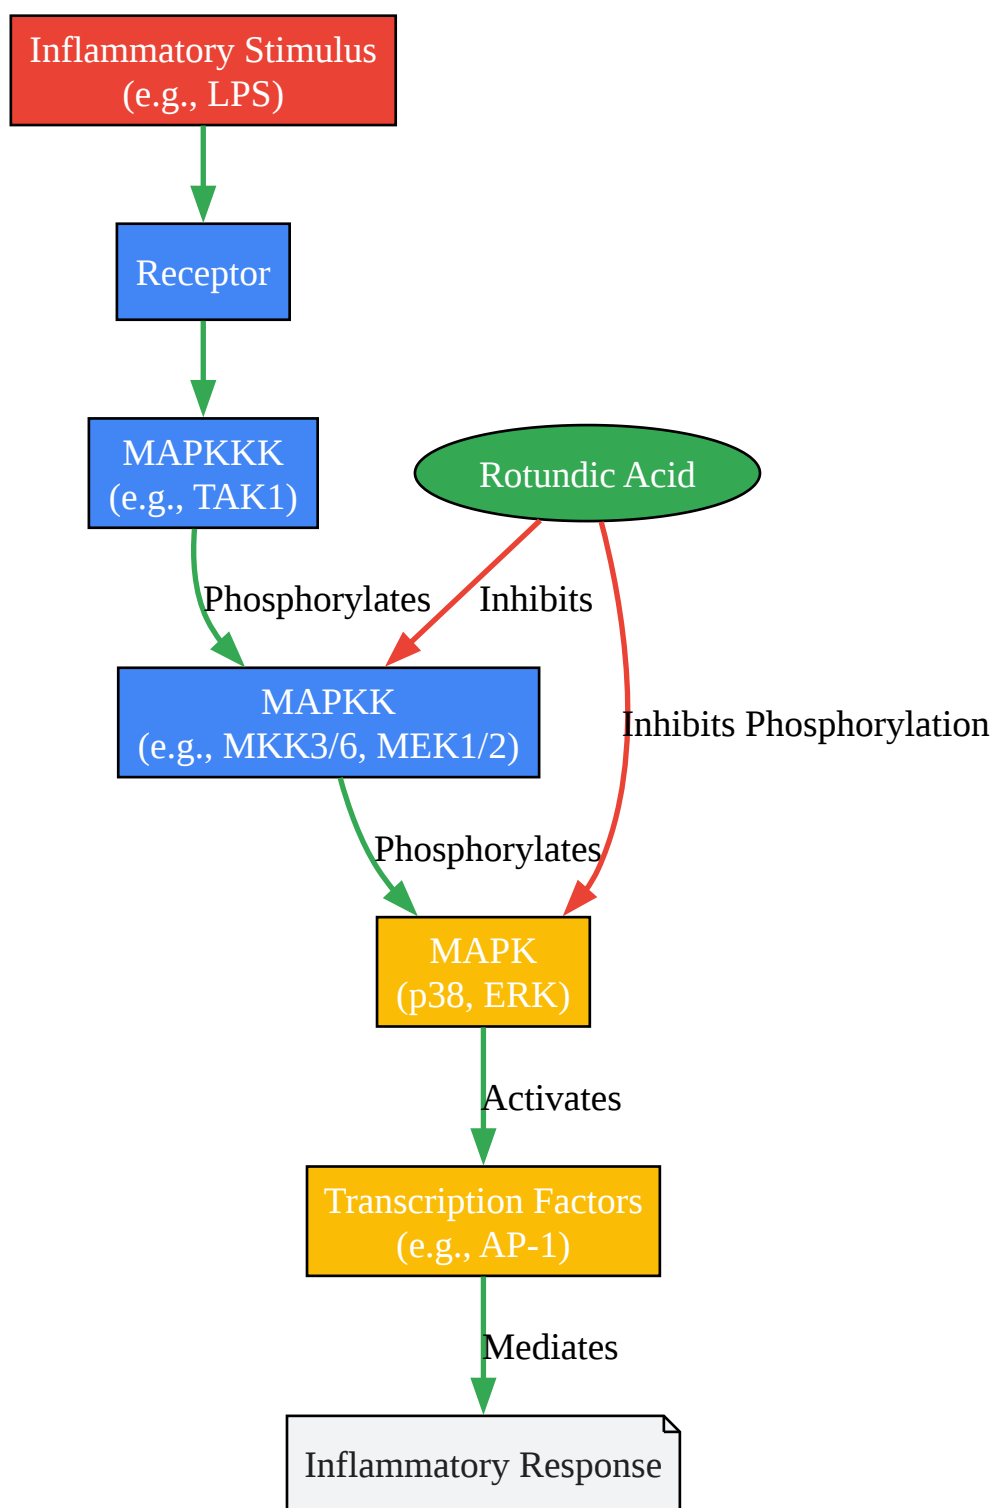 Inflammatory Stimulus
(e.g., LPS)
Receptor
MAPKKK
(e.g., TAK1)
Rotundic Acid
Phosphorylates
Inhibits
MAPKK
(e.g., MKK3/6, MEK1/2)
Inhibits Phosphorylation
Phosphorylates
MAPK
(p38, ERK)
Activates
Transcription Factors
(e.g., AP-1)
Mediates
Inflammatory Response